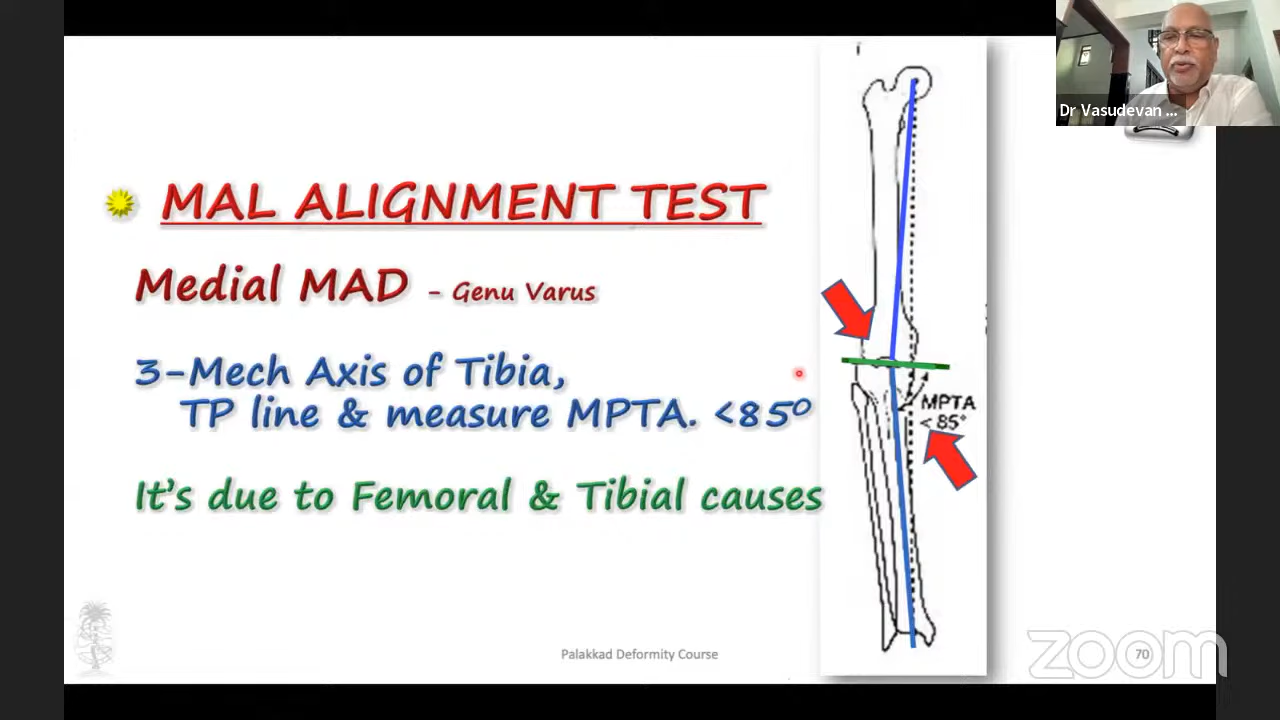 Dr Vasudevan ...
MAL ALIGNMENT TEST
Medial MAD - Genu Varus
3-Mech Axis of Tibia,
TP line & measure MPTA. <85⁰
It's due to Femoral & Tibial causes
MPTA
< 85°
Palakkad Deformity Course
70
zoom